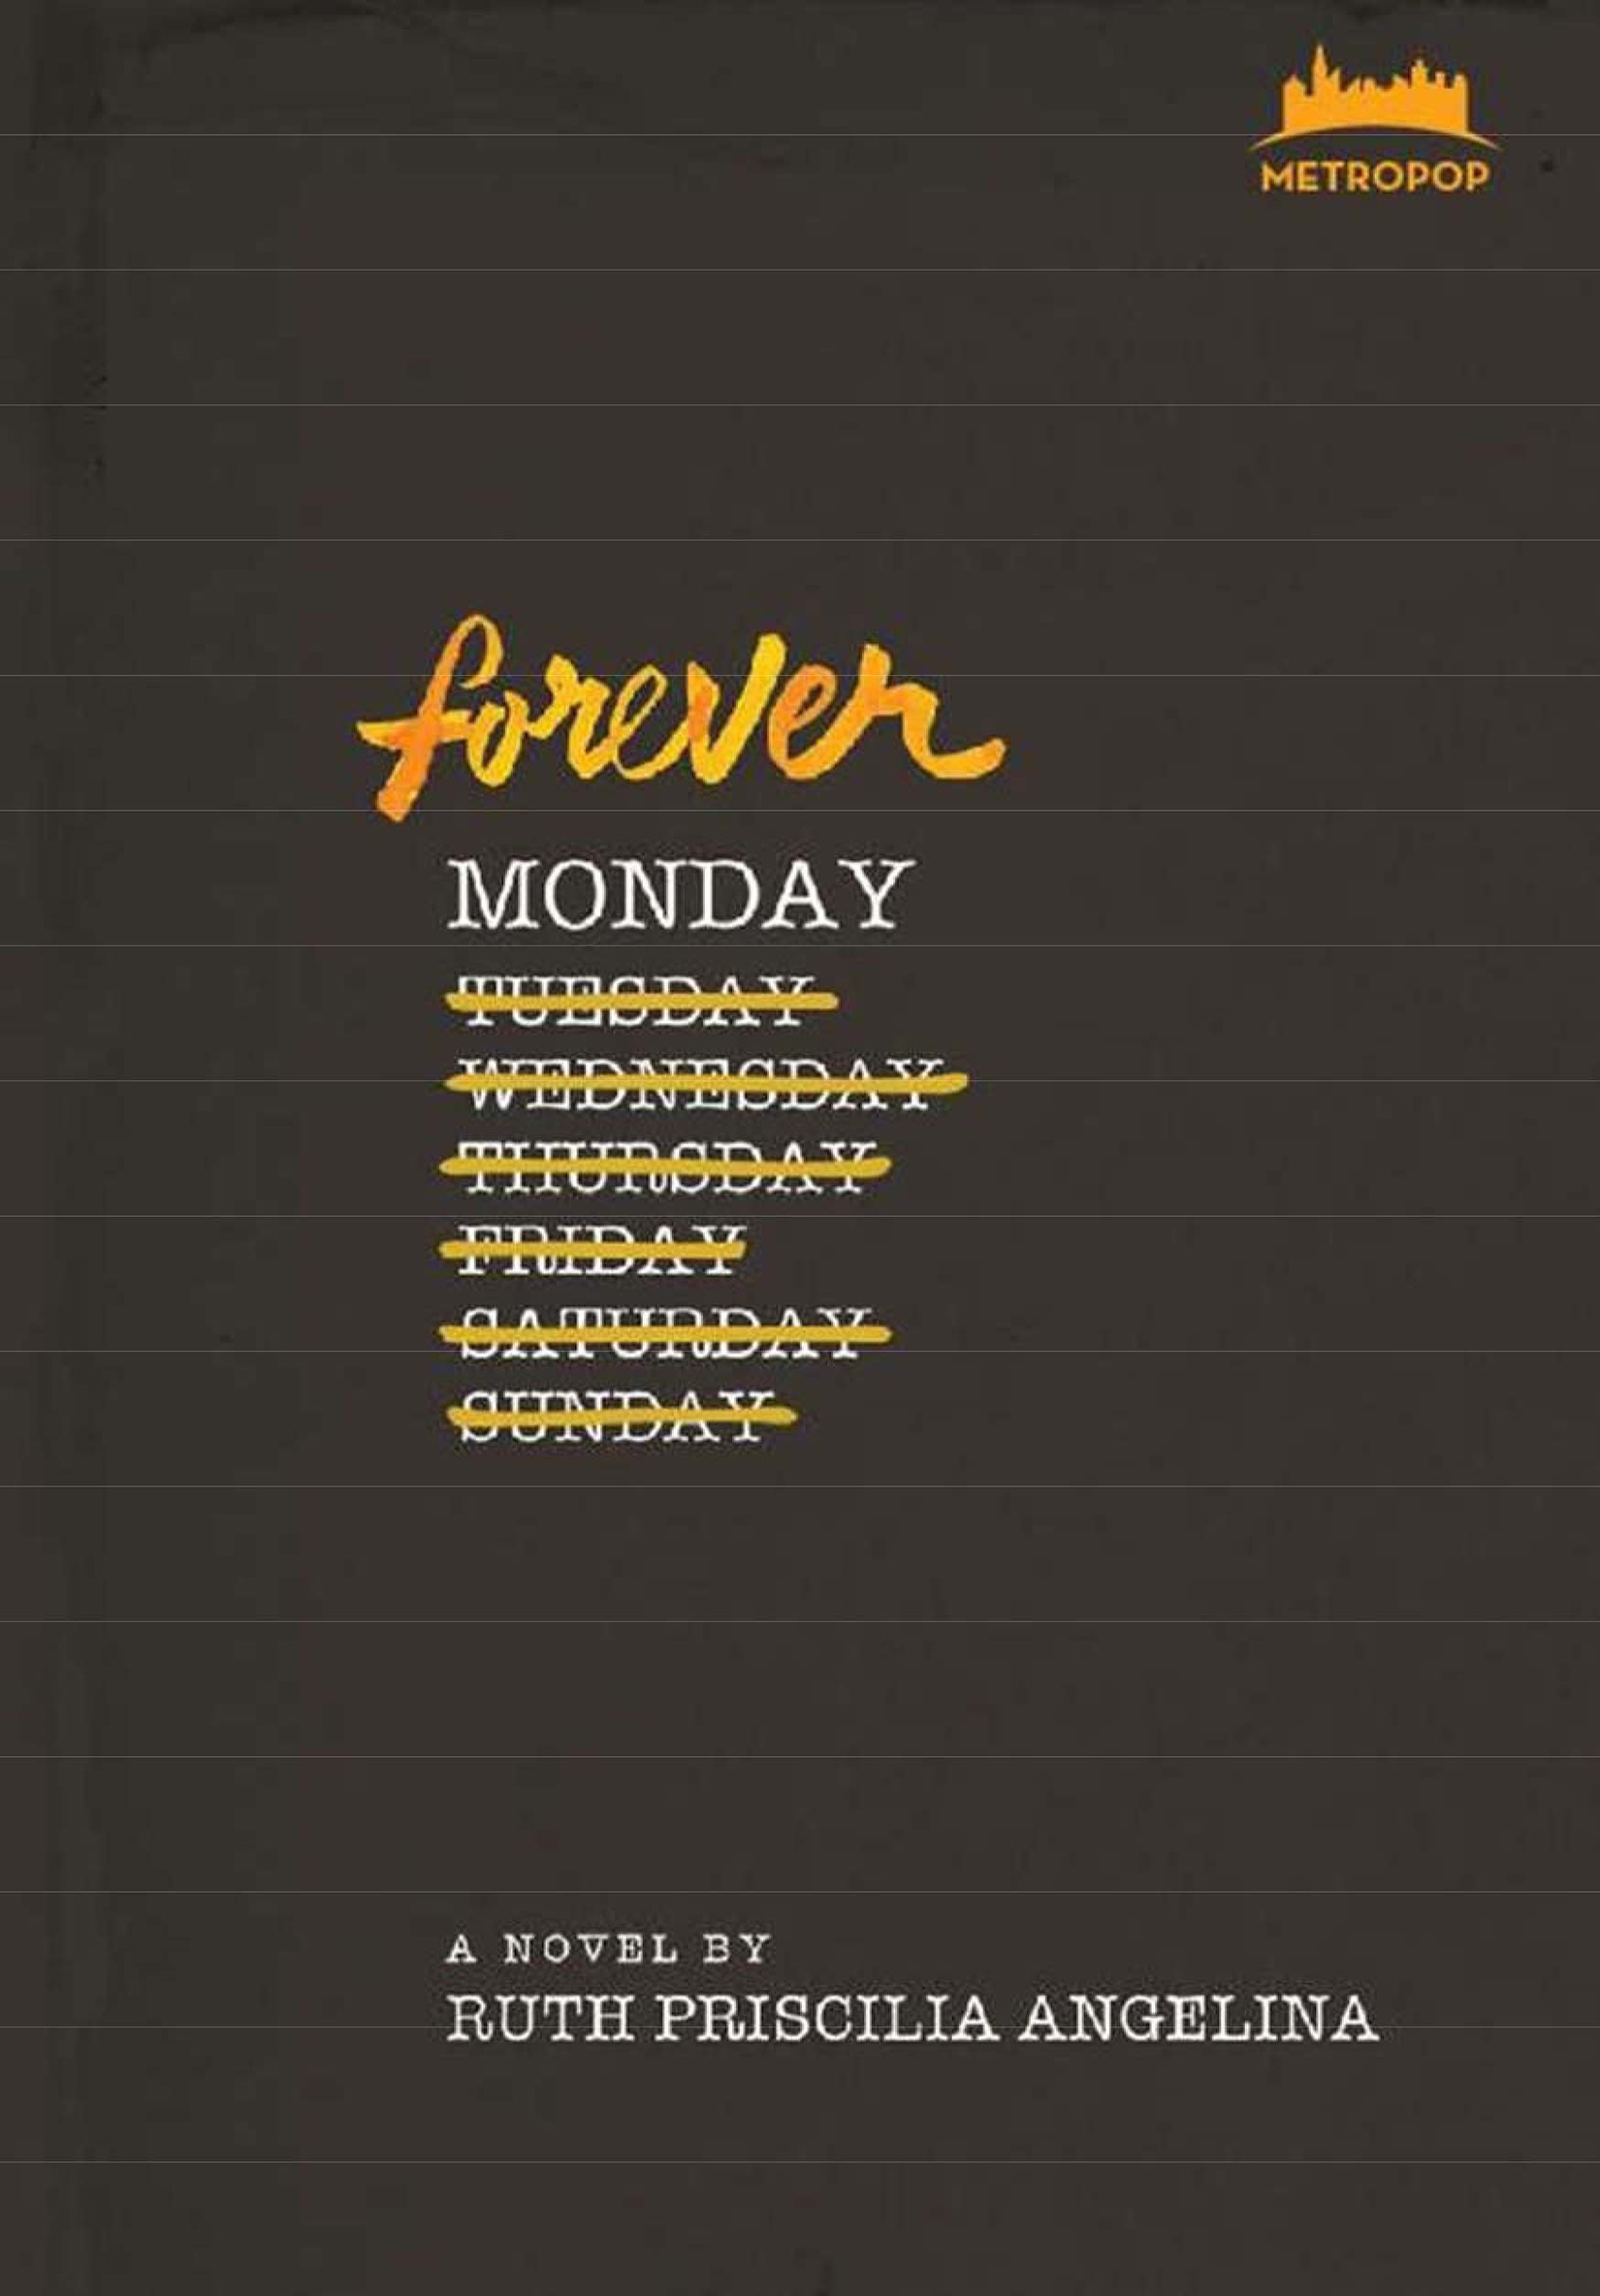 METROPOP
forever
MONDAY
TUESDAY
WEDNESDAY
THURSDAY
FRIDAY
SATURDAY
SUNDAY
A NOVEL BY
RUTH PRISCILIA ANGELINA